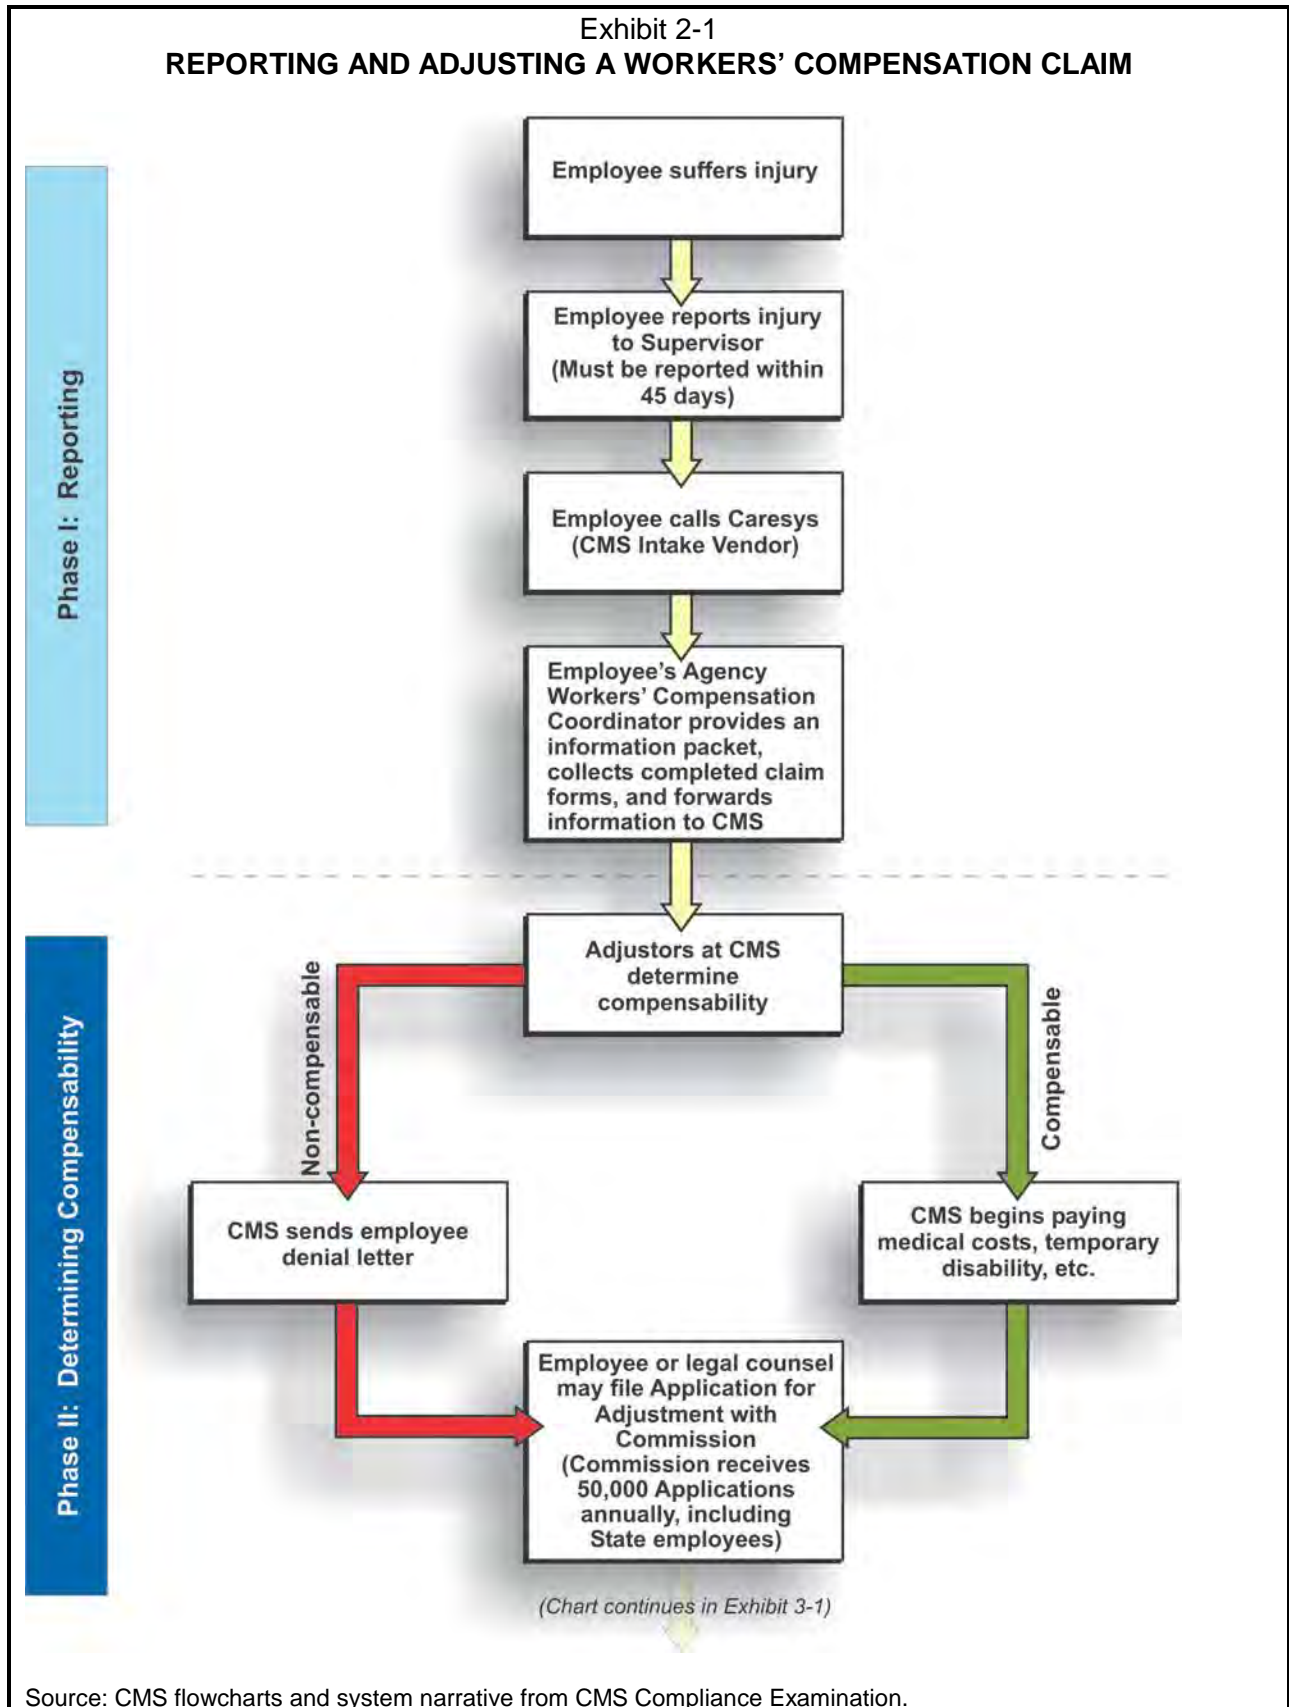 Exhibit 2-1
REPORTING AND ADJUSTING A WORKERS’ COMPENSATION CLAIM
Phase I: Reporting
Employee suffers injury
Employee reports injury
to Supervisor
(Must be reported within
45 days)
Employee calls Caresys
(CMS Intake Vendor)
Employee’s Agency
Workers’ Compensation
Coordinator provides an
information packet,
collects completed claim
forms, and forwards
information to CMS
Phase II: Determining Compensability
Adjustors at CMS
determine
compensability
Non-compensable
Compensable
CMS sends employee
denial letter
CMS begins paying
medical costs, temporary
disability, etc.
Employee or legal counsel
may file Application for
Adjustment with
Commission
(Commission receives
50,000 Applications
annually, including
State employees)
(Chart continues in Exhibit 3-1)
Source: CMS flowcharts and system narrative from CMS Compliance Examination.